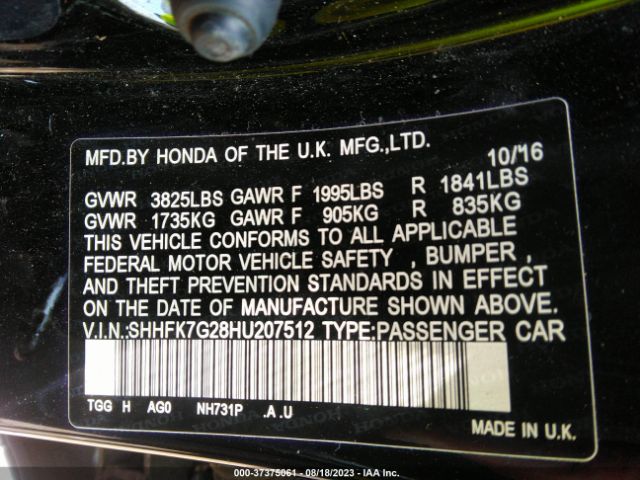 MFD.BY HONDA OF THE U.K. MFG.,LTD. 10/16
GVWR 3825LBS GAWR F 1995LBS R 1841LBS
GVWR 1735KG GAWR F 905KG R 835KG
THIS VEHICLE CONFORMS TO ALL APPLICABLE
FEDERAL MOTOR VEHICLE SAFETY , BUMPER ,
AND THEFT PREVENTION STANDARDS IN EFFECT
ON THE DATE OF MANUFACTURE SHOWN ABOVE.
V.I.N.:SHHFK7G28HU207512 TYPE:PASSENGER CAR
TGG H AG0 NH731P .A.U
MADE IN U.K.
000-37375061 - 08/18/2023 - IAA Inc.